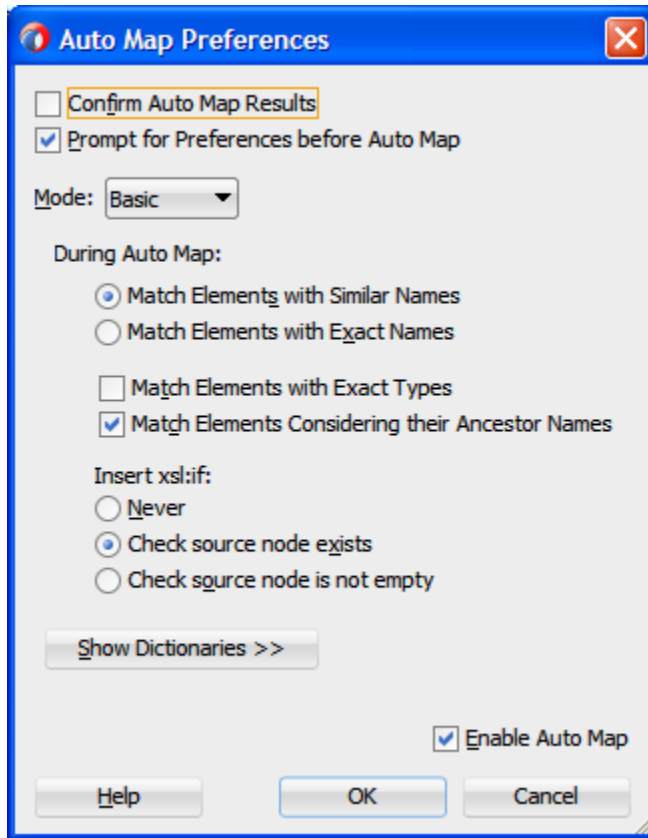 Auto Map Preferences
Confirm Auto Map Results
Prompt for Preferences before Auto Map
Mode: Basic
During Auto Map:
Match Elements with Similar Names
Match Elements with Exact Names
Match Elements with Exact Types
Match Elements Considering their Ancestor Names
Insert xsl:if:
Never
Check source node exists
Check source node is not empty
Show Dictionaries >>
Enable Auto Map
Help OK Cancel